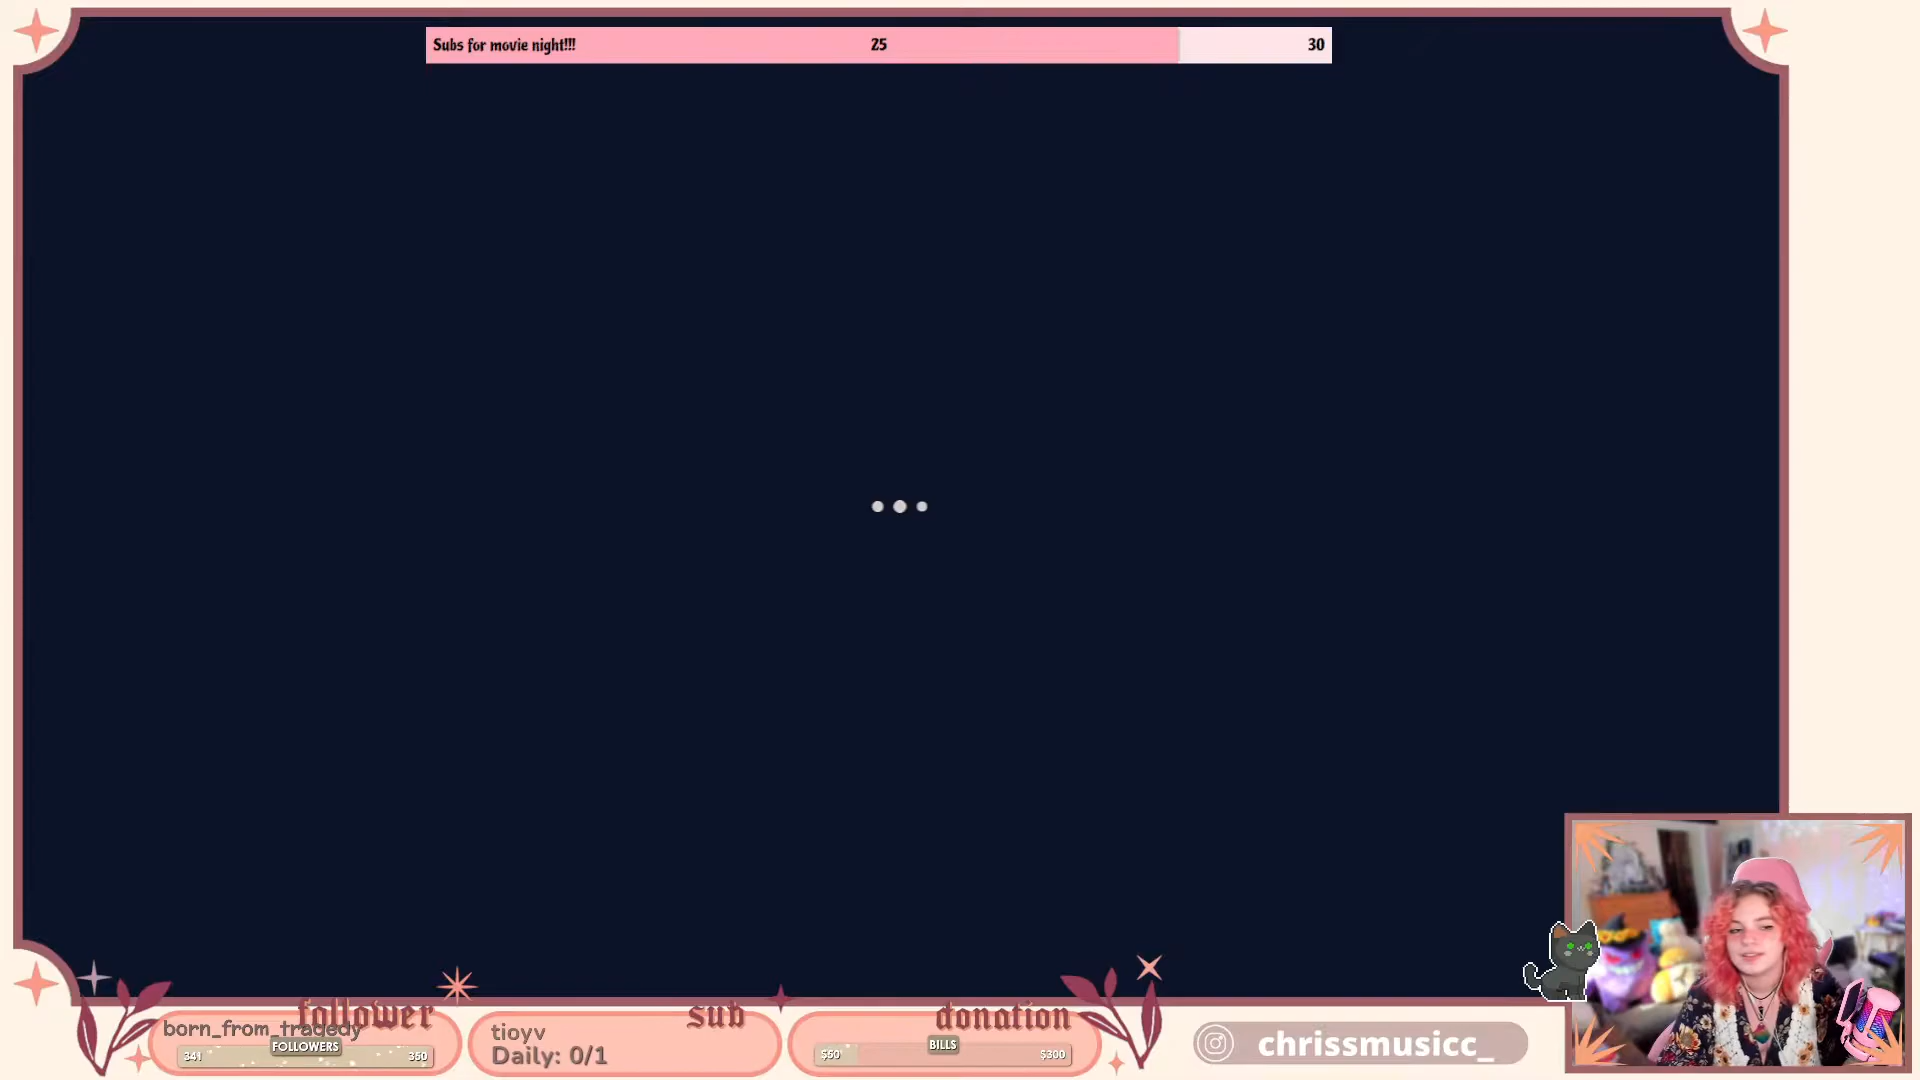 Subs for movie night!!! 25 30
follower
born_from_tragedy
FOLLOWERS
341 350
sub
tioyv
Daily: 0/1
donation
BILLS
$50 $300
chrissmusicc_